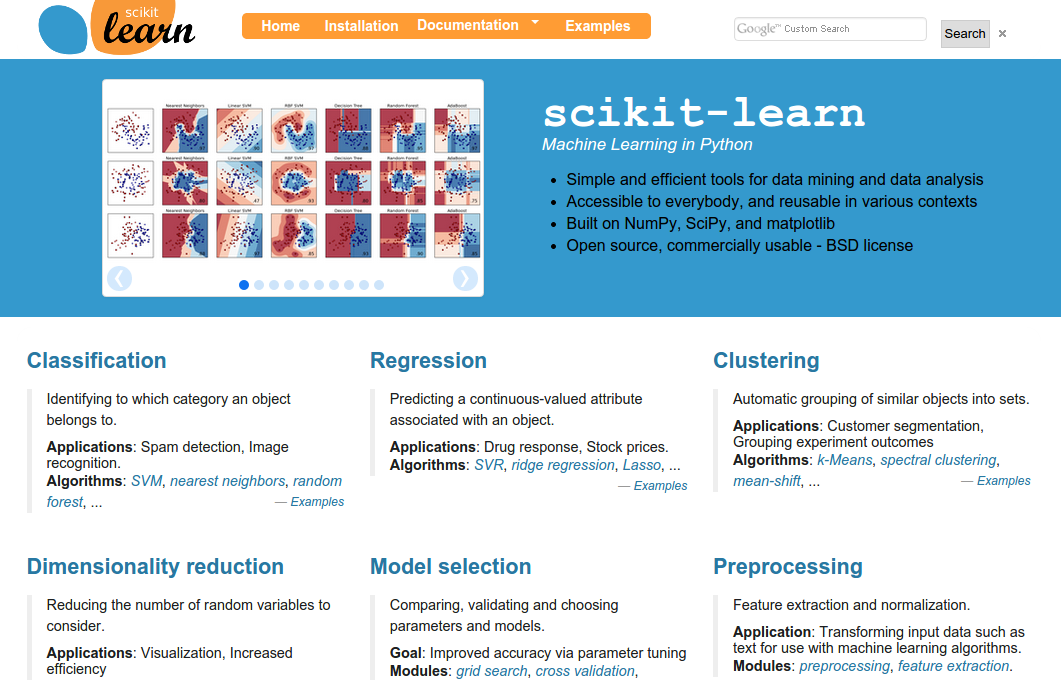 scikit
learn
Home Installation Documentation Examples
Google™ Custom Search
Search ×
Nearest Neighbors Linear SVM RBF SVM Decision Tree Random Forest AdaBoost
scikit-learn
Machine Learning in Python
• Simple and efficient tools for data mining and data analysis
• Accessible to everybody, and reusable in various contexts
• Built on NumPy, SciPy, and matplotlib
• Open source, commercially usable - BSD license
Classification
Identifying to which category an object
belongs to.
Applications: Spam detection, Image
recognition.
Algorithms: SVM, nearest neighbors, random
forest, ... — Examples
Regression
Predicting a continuous-valued attribute
associated with an object.
Applications: Drug response, Stock prices.
Algorithms: SVR, ridge regression, Lasso, ...
— Examples
Clustering
Automatic grouping of similar objects into sets.
Applications: Customer segmentation,
Grouping experiment outcomes
Algorithms: k-Means, spectral clustering,
mean-shift, ... — Examples
Dimensionality reduction
Reducing the number of random variables to
consider.
Applications: Visualization, Increased
efficiency
Model selection
Comparing, validating and choosing
parameters and models.
Goal: Improved accuracy via parameter tuning
Modules: grid search, cross validation,
Preprocessing
Feature extraction and normalization.
Application: Transforming input data such as
text for use with machine learning algorithms.
Modules: preprocessing, feature extraction.